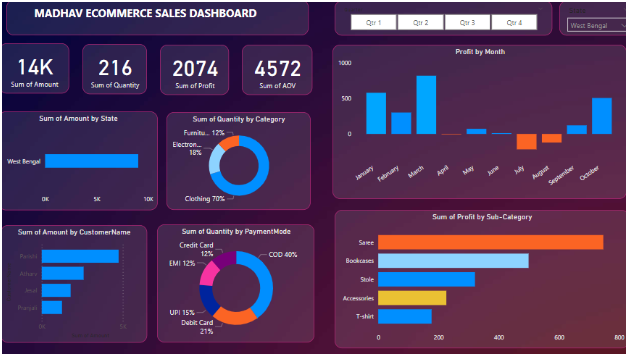 MADHAV ECOMMERCE SALES DASHBOARD
Qtr 1
Qtr 2
Qtr 3
Qtr 4
West Bengal
14K
Sum of Amount
216
Sum of Quantity
2074
Sum of Profit
4572
Sum of AOV
Profit by Month
1000
500
0
January
February
March
April
May
June
July
August
September
October
Sum of Amount by State
West Bengal
0K
5K
10K
Sum of Quantity by Category
Furnitu... 12%
Electron...
18%
Clothing 70%
Sum of Amount by CustomerName
0K
5K
Sum of Quantity by PaymentMode
Credit Card
12%
COD 40%
EMI 12%
UPI 15%
Debit Card
21%
Sum of Profit by Sub-Category
Saree
Bookcases
Stole
Accessories
T-shirt
0
200
400
600
800